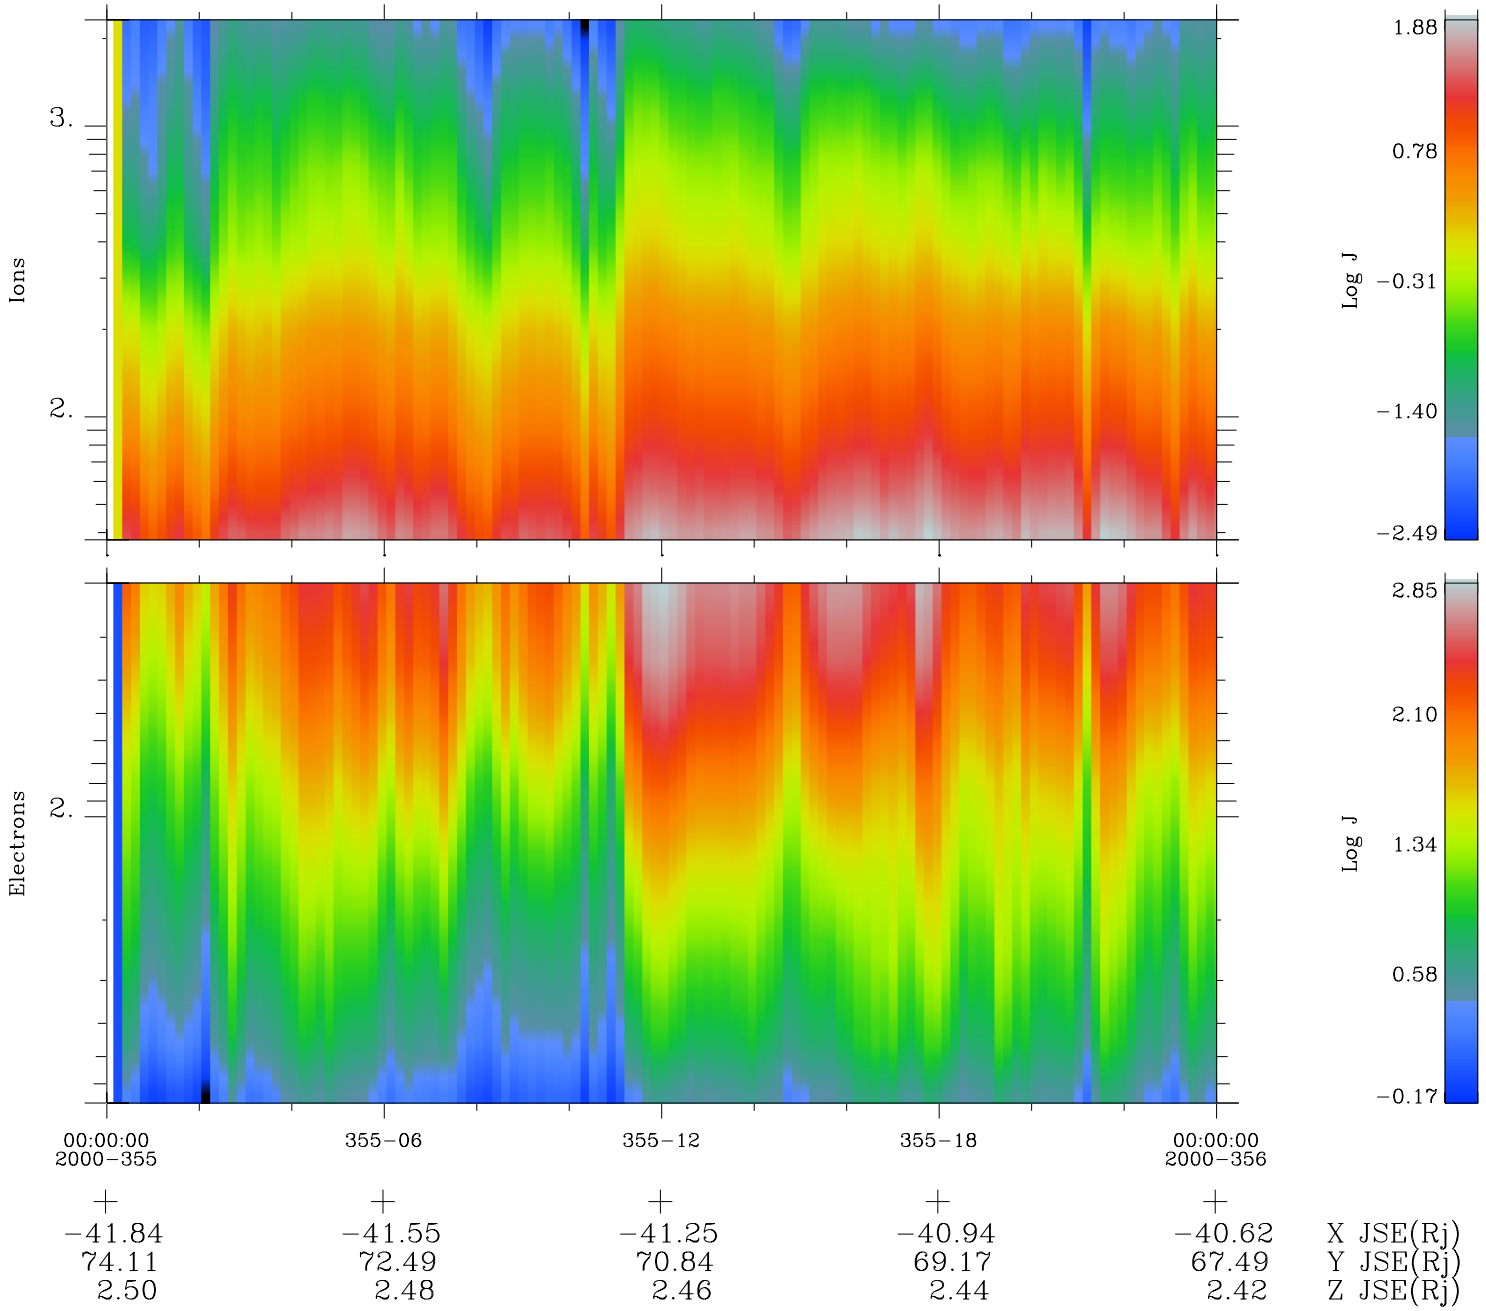 1.88
3.
0.78
Ions
Log J
−0.31
2.
−1.40
−2.49
2.85
2.10
2.
Electrons
Log J
1.34
0.58
−0.17
00:00:00 355−06 355−12 355−18 00:00:00
2000−355 2000−356
−41.84 −41.55 −41.25 −40.94 −40.62 X JSE(Rj)
74.11 72.49 70.84 69.17 67.49 Y JSE(Rj)
2.50 2.48 2.46 2.44 2.42 Z JSE(Rj)